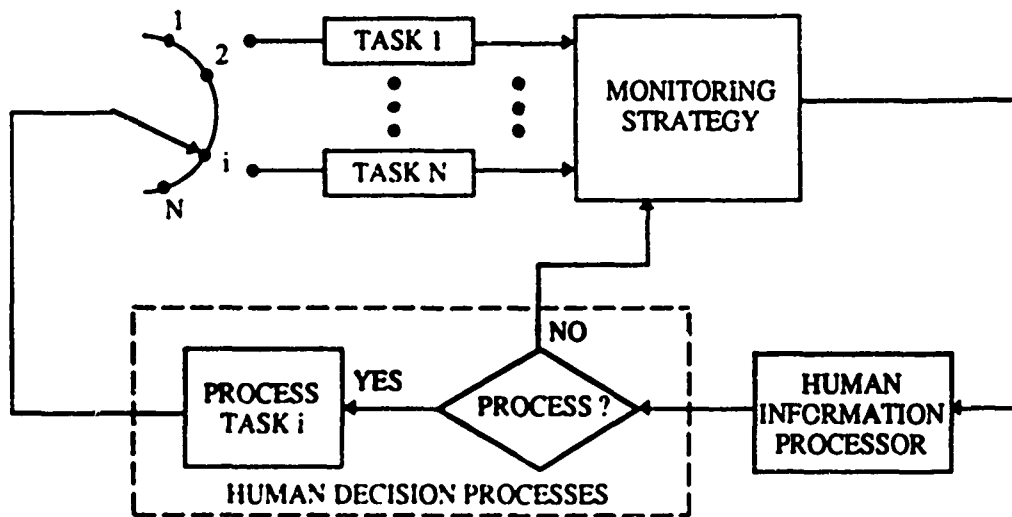 1
2
i
N
TASK 1
TASK N
MONITORING
STRATEGY
NO
YES
PROCESS
TASK i
PROCESS ?
HUMAN
INFORMATION
PROCESSOR
HUMAN DECISION PROCESSES